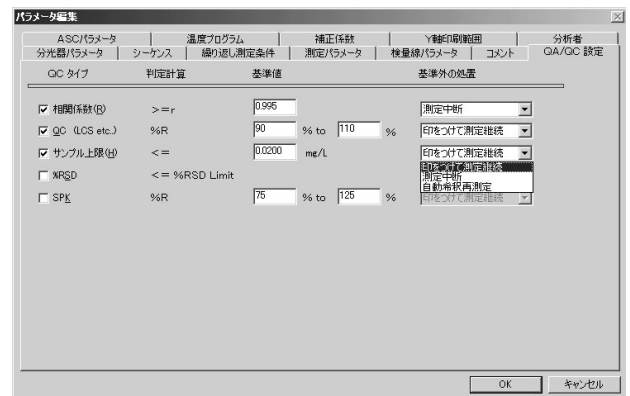 パラメータ編集
ASCパラメータ 温度プログラム 補正係数 Y軸印刷範囲 分析者
分光器パラメータ シーケンス 繰り返し測定条件 測定パラメータ 検量線パラメータ コメント QA/QC 設定
QC タイプ 判定計算 基準値 基準外の処置
相関係数(R) >=r 0.995 測定中断
QC (LCS etc.) %R 90 % to 110 % 印をつけて測定継続
サンプル上限(H) <= 0.0200 mg/L 印をつけて測定継続
印をつけて測定継続
%RSD <= %RSD Limit 測定中断
自動希釈再測定
SPK %R 75 % to 125 % 印をつけて測定継続
OK キャンセル